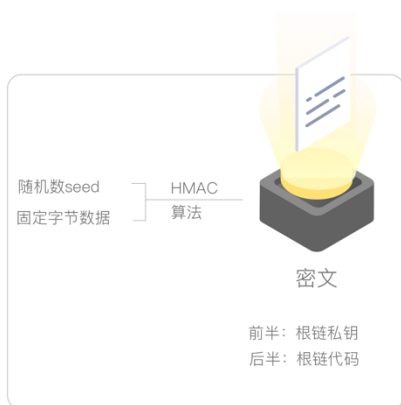 随机数seed
固定字节数据
HMAC
算法
密文
前半：根链私钥
后半：根链代码